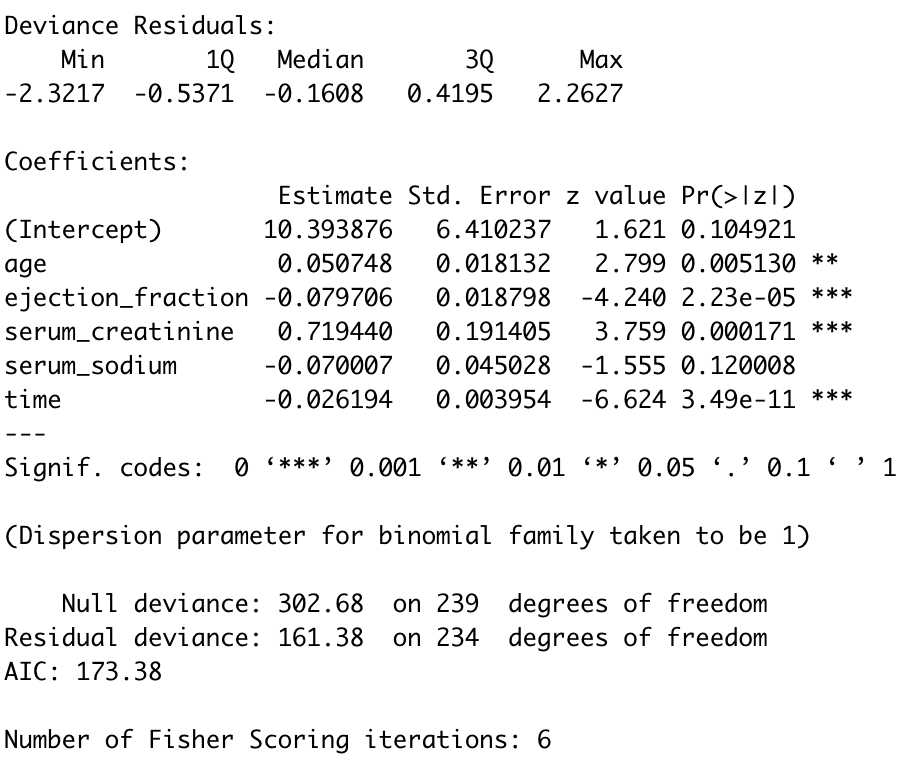 Deviance Residuals:
    Min       1Q   Median       3Q      Max
-2.3217  -0.5371  -0.1608   0.4195   2.2627

Coefficients:
                   Estimate Std. Error z value Pr(>|z|)
(Intercept)       10.393876   6.410237   1.621 0.104921
age                0.050748   0.018132   2.799 0.005130 **
ejection_fraction -0.079706   0.018798  -4.240 2.23e-05 ***
serum_creatinine   0.719440   0.191405   3.759 0.000171 ***
serum_sodium      -0.070007   0.045028  -1.555 0.120008
time              -0.026194   0.003954  -6.624 3.49e-11 ***
---
Signif. codes:  0 ‘***’ 0.001 ‘**’ 0.01 ‘*’ 0.05 ‘.’ 0.1 ‘ ’ 1

(Dispersion parameter for binomial family taken to be 1)

    Null deviance: 302.68  on 239  degrees of freedom
Residual deviance: 161.38  on 234  degrees of freedom
AIC: 173.38

Number of Fisher Scoring iterations: 6